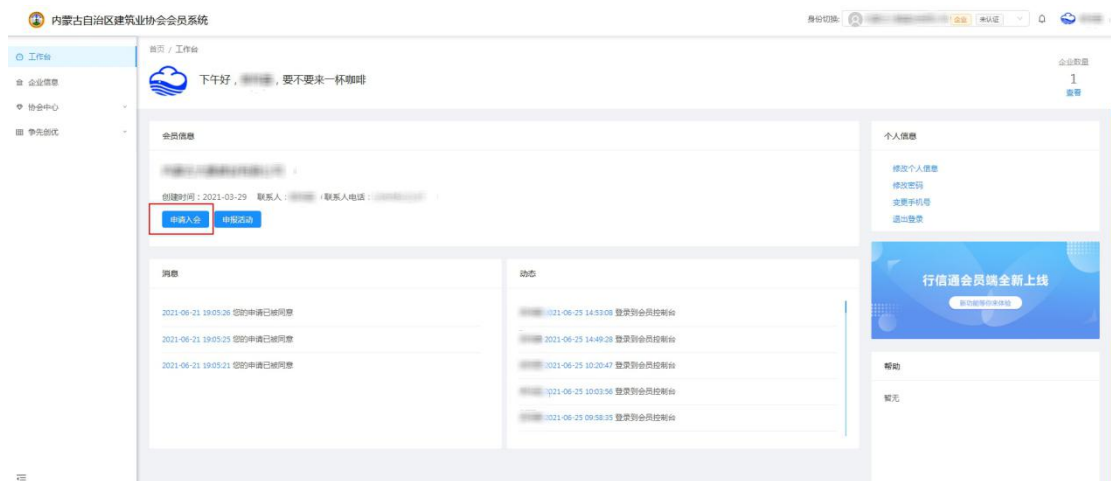 内蒙古自治区建筑业协会会员系统
身份切换:
企业
未认证
工作台
企业信息
协会中心
争先创优
首页 / 工作台
下午好，
，要不要来一杯咖啡
企业数量
1
查看
会员信息
创建时间：2021-03-29 联系人：
联系人电话：
申请入会
申报活动
个人信息
修改个人信息
修改密码
变更手机号
退出登录
行信通会员端全新上线
新功能等你来体验
消息
2021-06-21 19:05:26 您的申请已被同意
2021-06-21 19:05:25 您的申请已被同意
2021-06-21 19:05:21 您的申请已被同意
动态
2021-06-25 14:53:08 登录到会员控制台
2021-06-25 14:49:28 登录到会员控制台
2021-06-25 10:20:47 登录到会员控制台
2021-06-25 10:03:56 登录到会员控制台
2021-06-25 09:58:35 登录到会员控制台
帮助
暂无